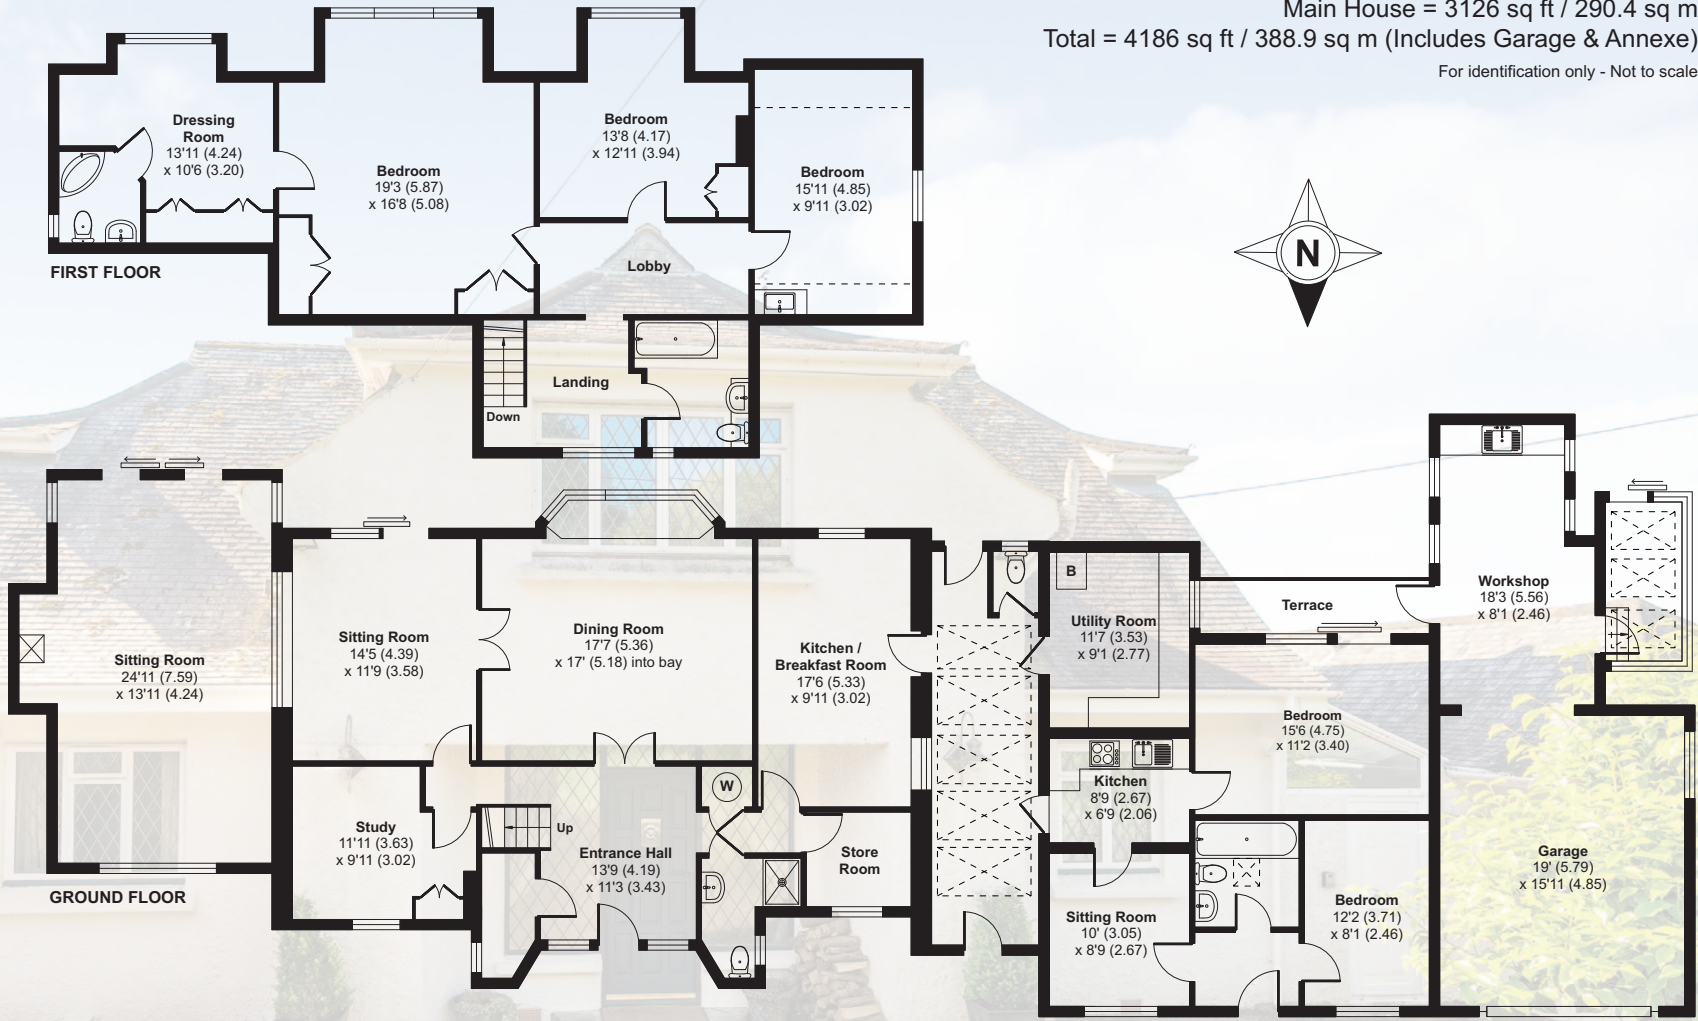 Main House = 3126 sq ft / 290.4 sq m
Total = 4186 sq ft / 388.9 sq m (Includes Garage & Annexe)
For identification only - Not to scale
Dressing
Room
13'11 (4.24)
x 10'6 (3.20)
Bedroom
19'3 (5.87)
x 16'8 (5.08)
Bedroom
13'8 (4.17)
x 12'11 (3.94)
Bedroom
15'11 (4.85)
x 9'11 (3.02)
N
Lobby
FIRST FLOOR
Landing
Down
Sitting Room
24'11 (7.59)
x 13'11 (4.24)
Sitting Room
14'5 (4.39)
x 11'9 (3.58)
Dining Room
17'7 (5.36)
x 17' (5.18) into bay
Kitchen /
Breakfast Room
17'6 (5.33)
x 9'11 (3.02)
B
Utility Room
11'7 (3.53)
x 9'1 (2.77)
Terrace
Workshop
18'3 (5.56)
x 8'1 (2.46)
Bedroom
15'6 (4.75)
x 11'2 (3.40)
Kitchen
8'9 (2.67)
x 6'9 (2.06)
W
Study
11'11 (3.63)
x 9'11 (3.02)
Up
Entrance Hall
13'9 (4.19)
x 11'3 (3.43)
Store
Room
Garage
19' (5.79)
x 15'11 (4.85)
GROUND FLOOR
Sitting Room
10' (3.05)
x 8'9 (2.67)
Bedroom
12'2 (3.71)
x 8'1 (2.46)